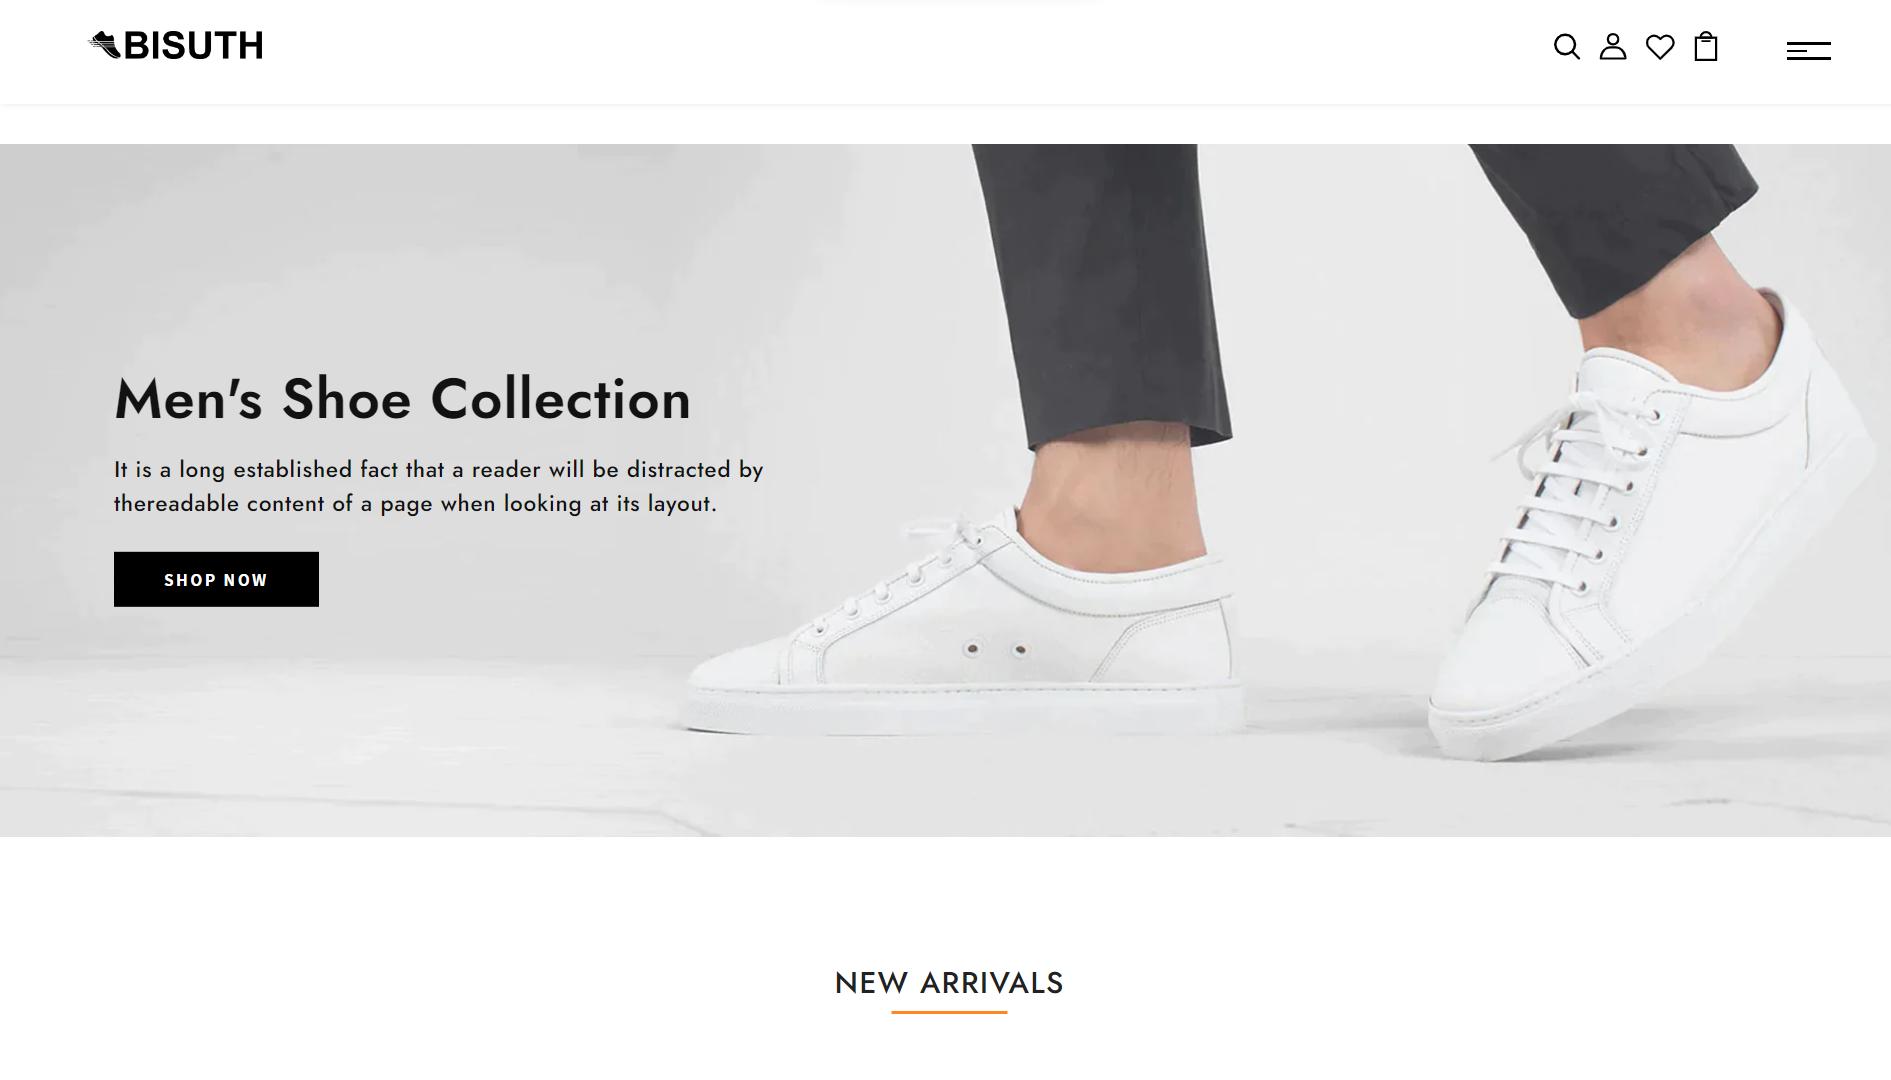 BISUTH
Men's Shoe Collection
It is a long established fact that a reader will be distracted by
thereadable content of a page when looking at its layout.
SHOP NOW
NEW ARRIVALS